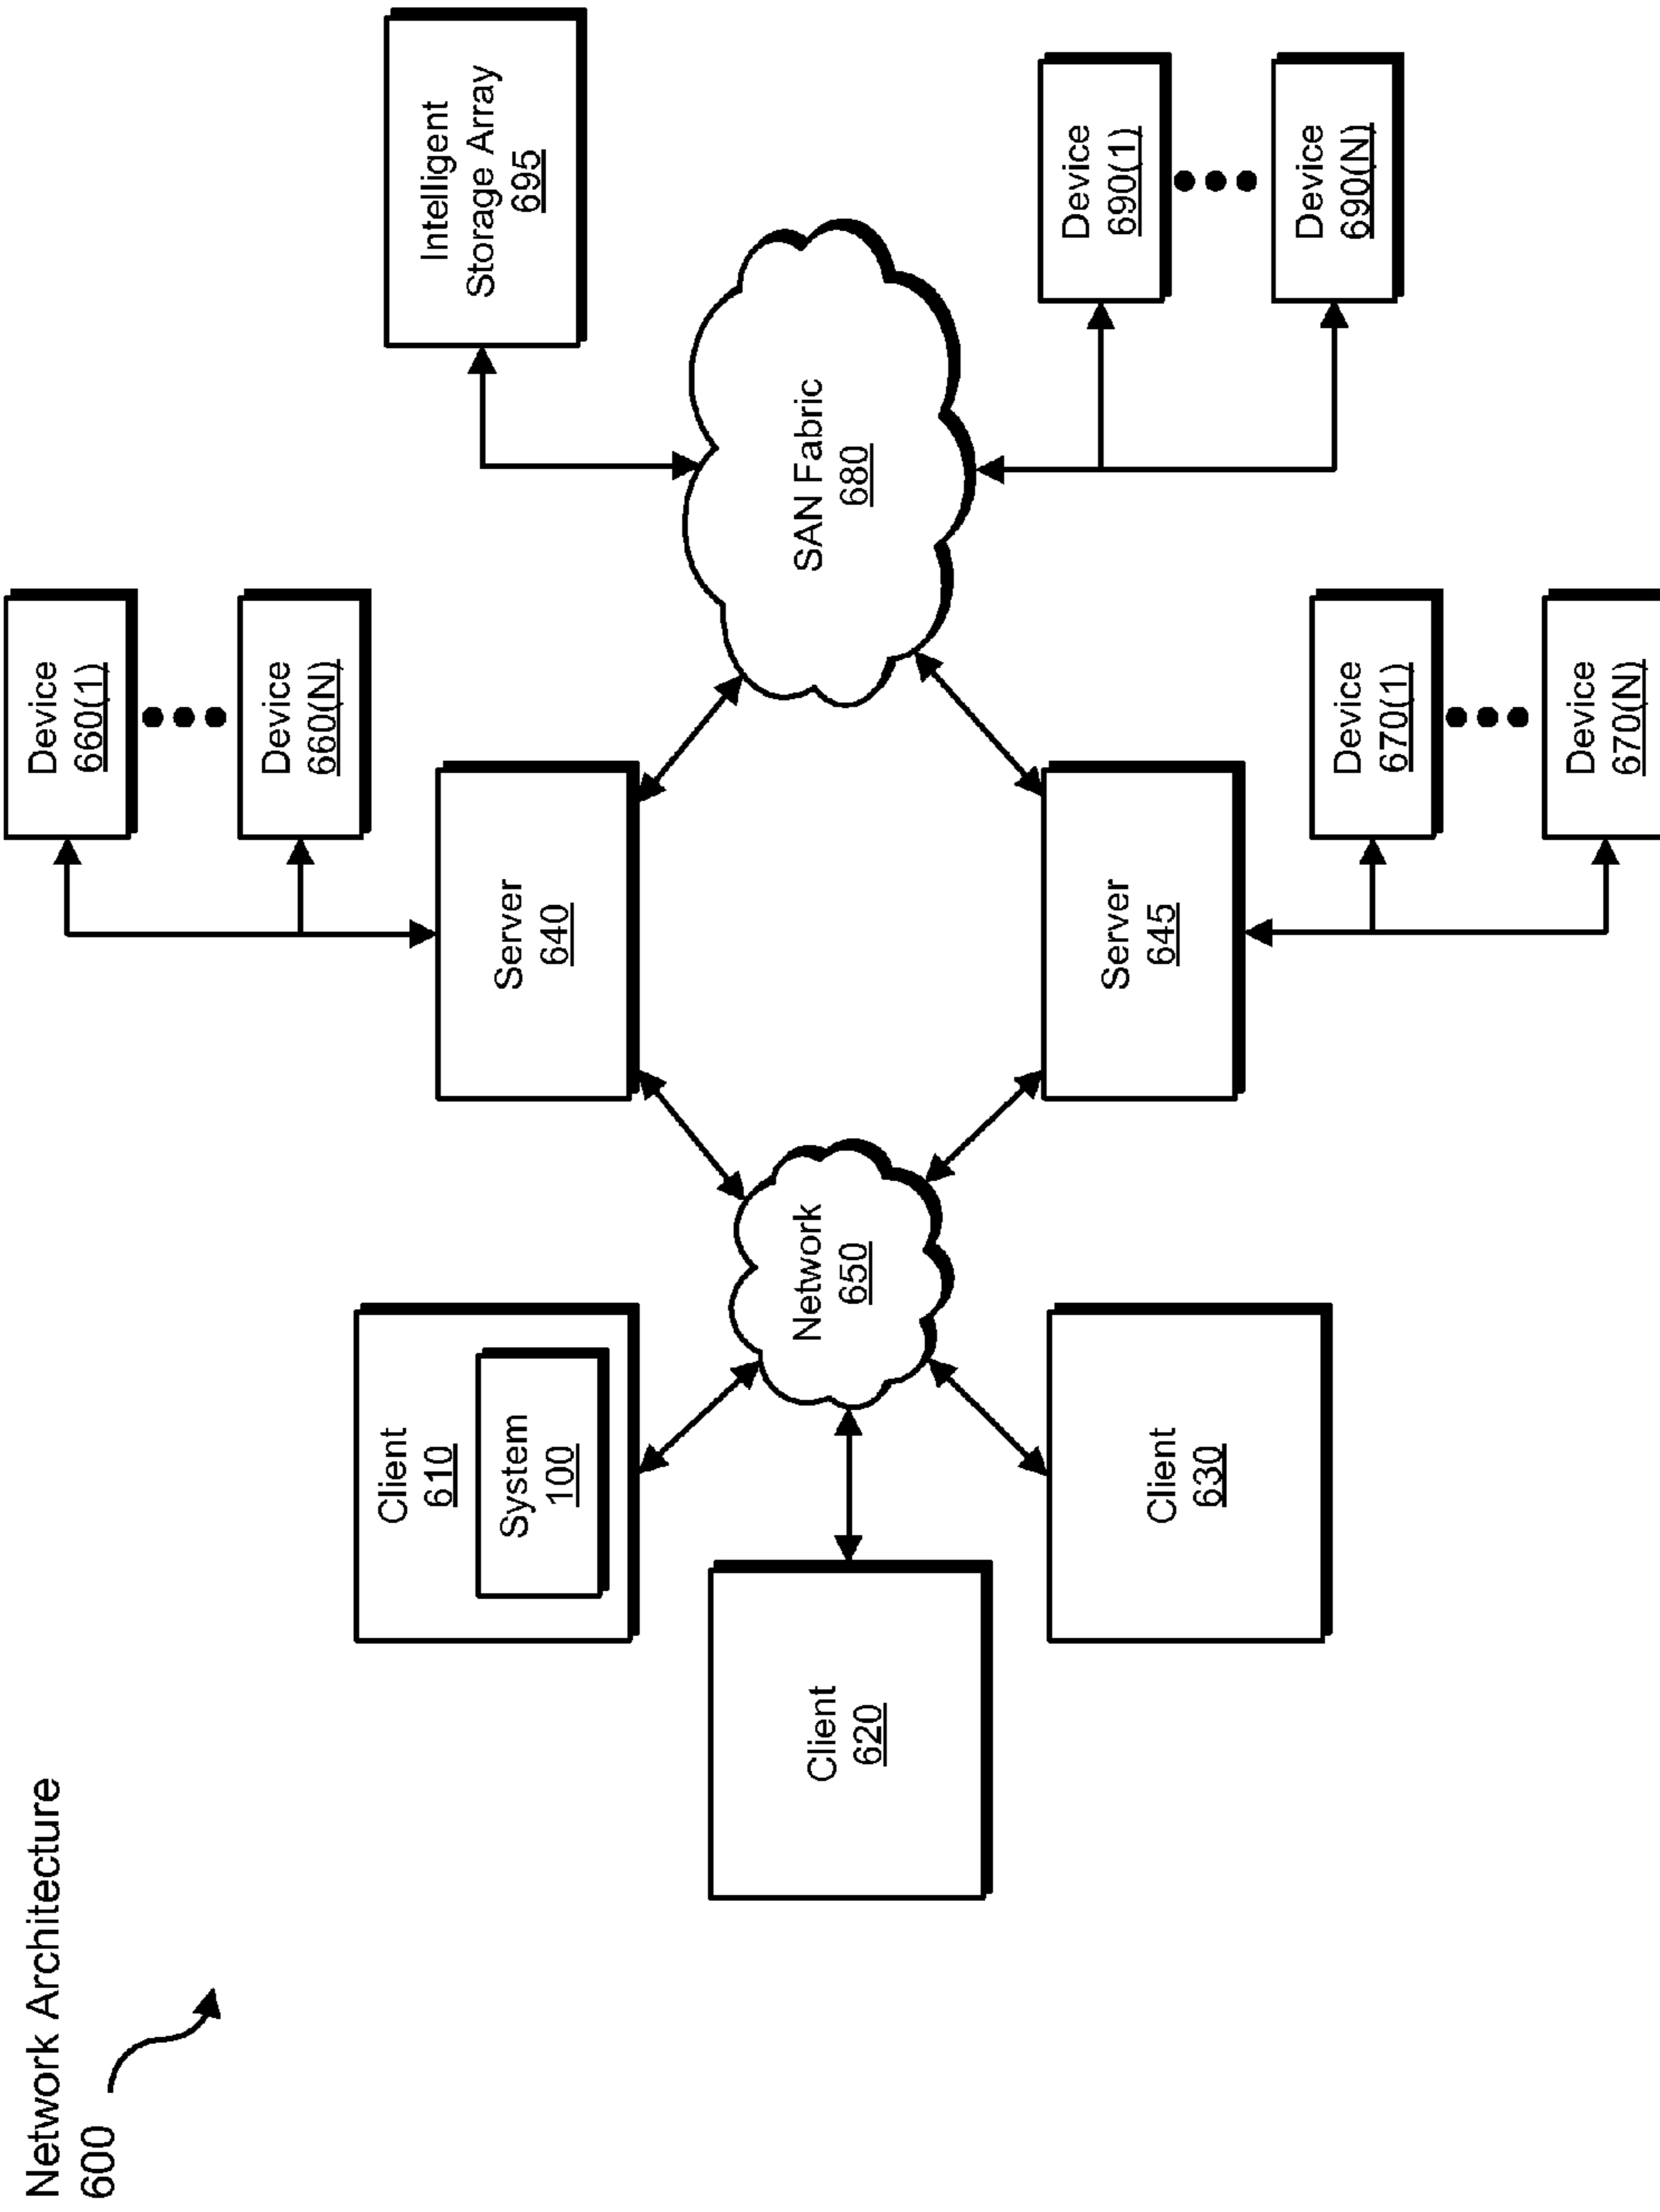 Network Architecture
600
Client
610
System
100
Client
620
Client
630
Network
650
Device
660(1)
Device
660(N)
Server
640
Server
645
Device
670(1)
Device
670(N)
SAN Fabric
680
Intelligent
Storage Array
695
Device
690(1)
Device
690(N)